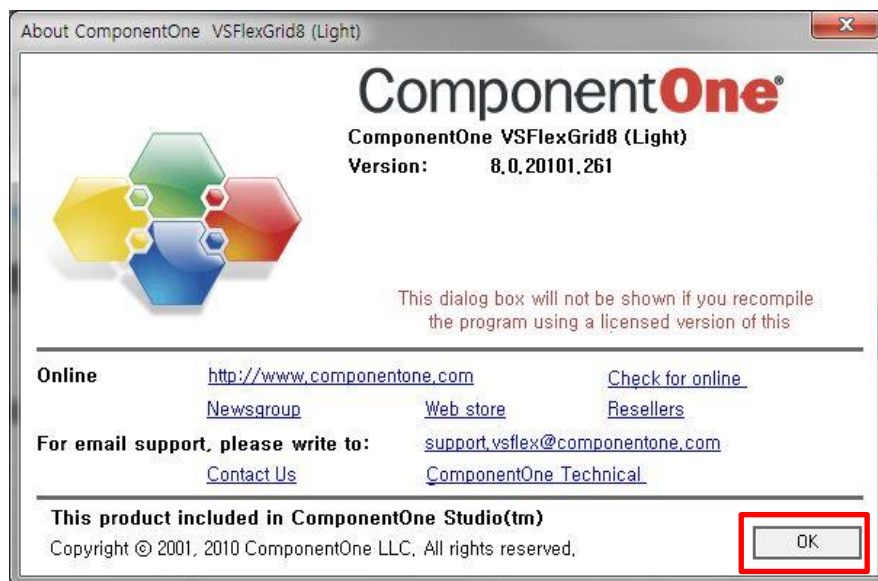 About ComponentOne VSFlexGrid8 (Light)
ComponentOne®
ComponentOne VSFlexGrid8 (Light)
Version: 8.0.20101.261
This dialog box will not be shown if you recompile
the program using a licensed version of this
Online http://www.componentone.com Check for online
Newsgroup Web store Resellers
For email support, please write to: support.vsflex@componentone.com
Contact Us ComponentOne Technical
This product included in ComponentOne Studio(tm)
Copyright © 2001, 2010 ComponentOne LLC. All rights reserved.
OK